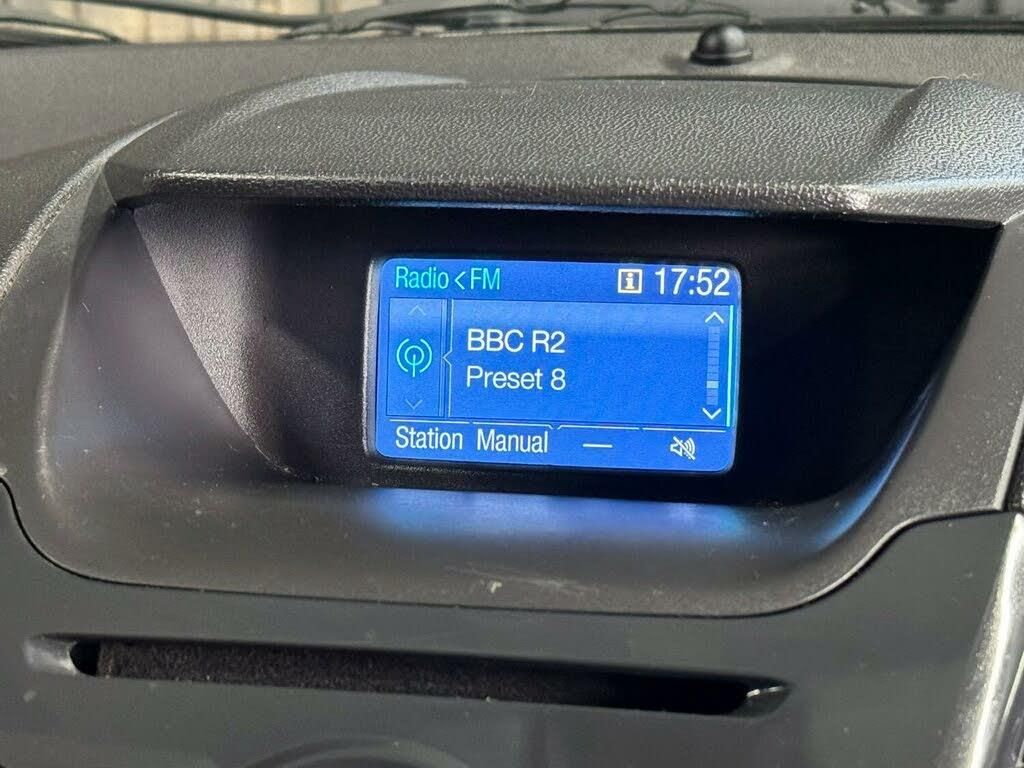 Radio < FM i 17:52
BBC R2
Preset 8
Station Manual —